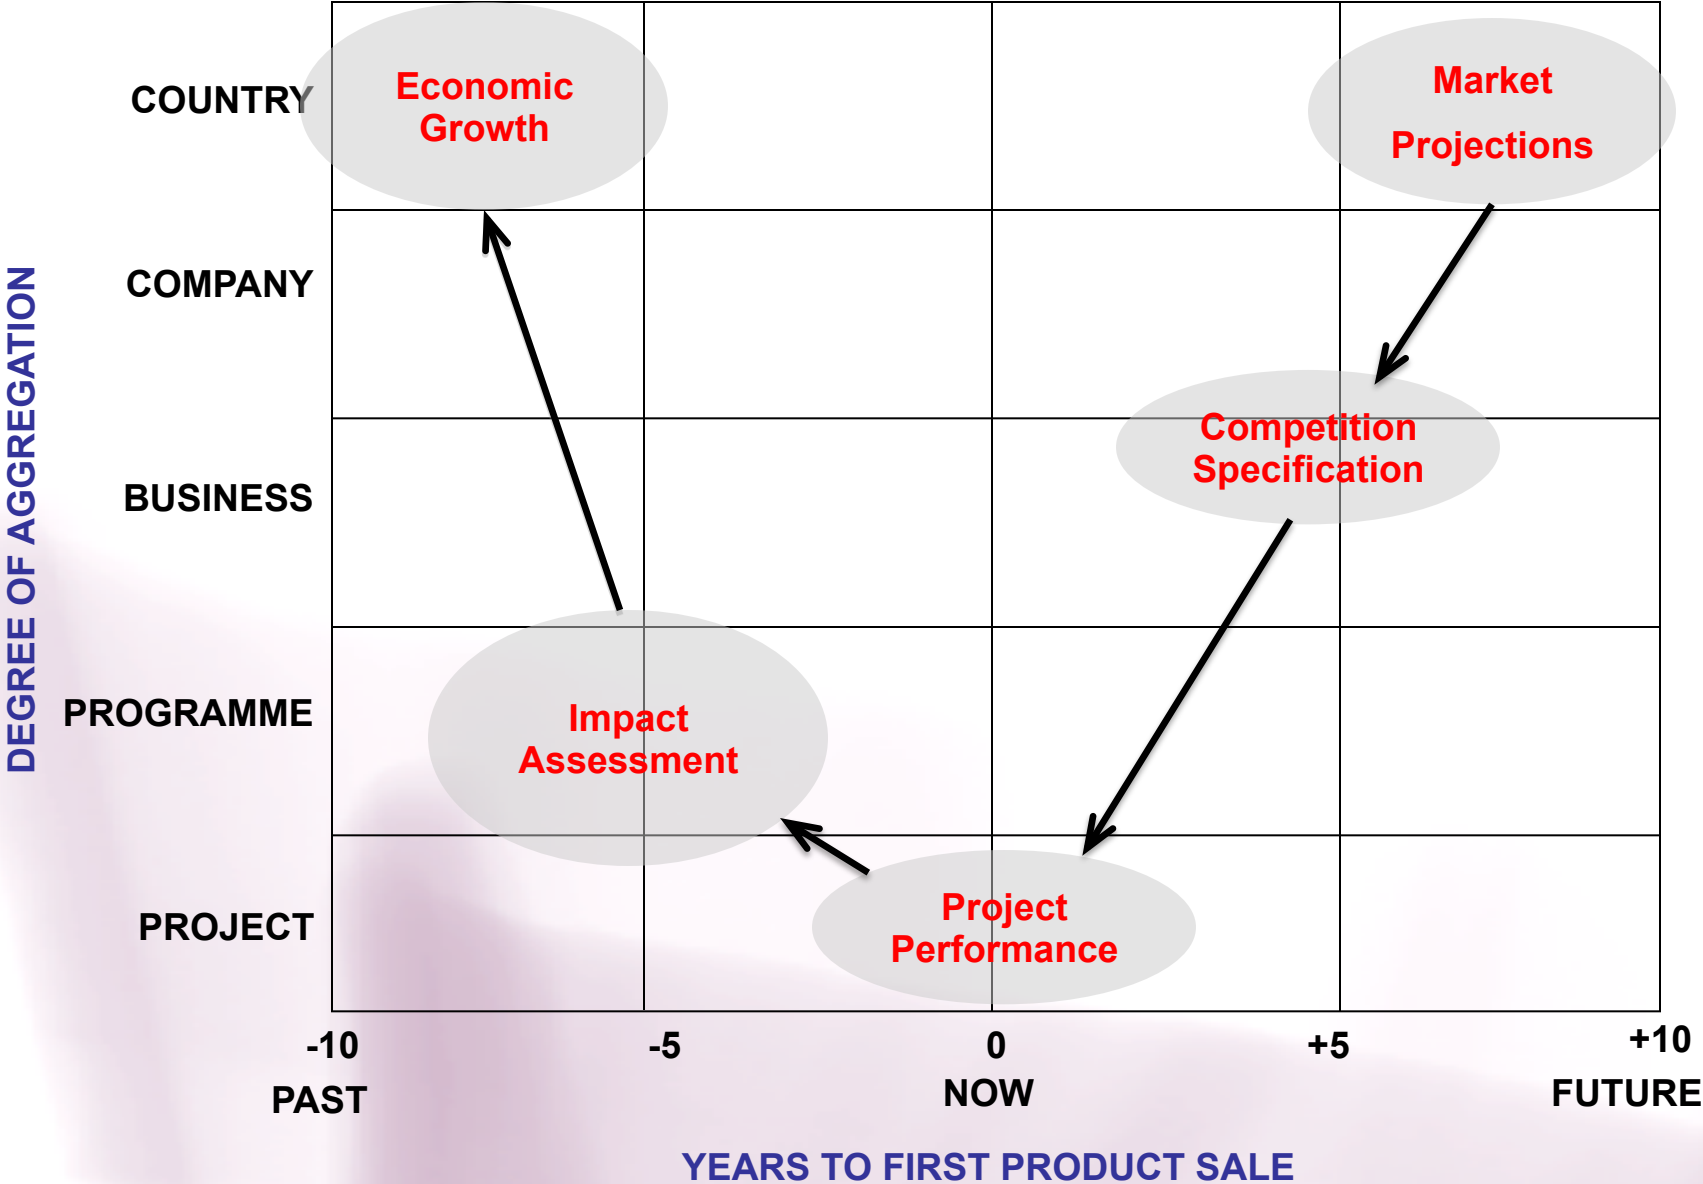 COUNTRY
Economic
Growth
Market
Projections
COMPANY
DEGREE OF AGGREGATION
Competition
Specification
BUSINESS
PROGRAMME
Impact
Assessment
PROJECT
Project
Performance
-10
-5
0
+5
+10
PAST
NOW
FUTURE
YEARS TO FIRST PRODUCT SALE